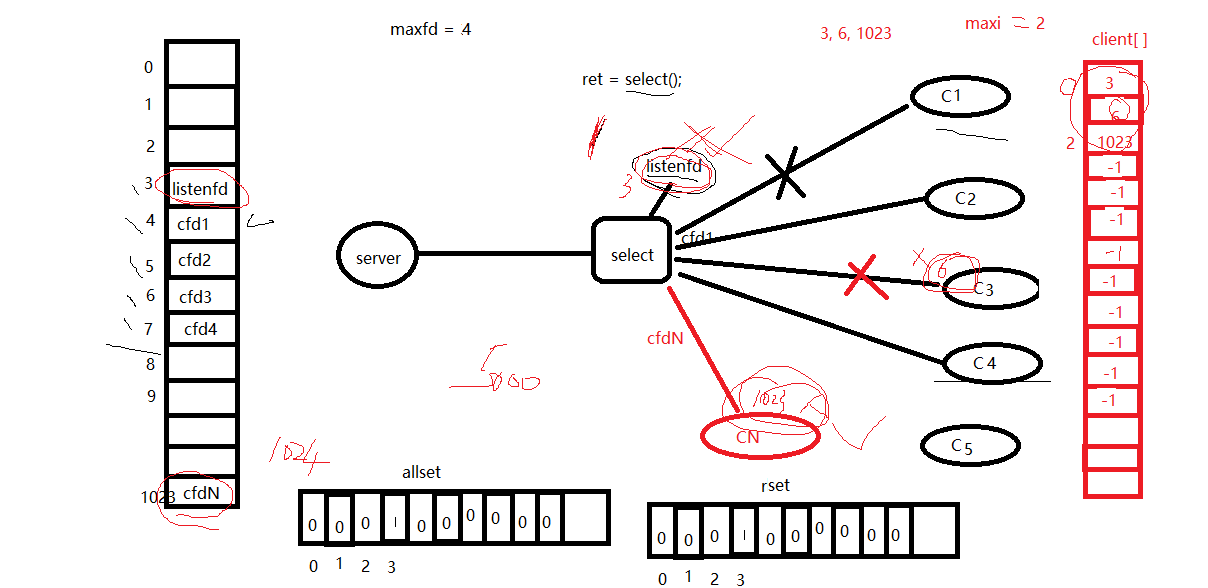 maxfd = 4
3, 6, 1023
maxi = 2
client[ ]
ret = select();
0
1
2
3 listenfd
4 cfd1
5 cfd2
6 cfd3
7 cfd4
8
9
1023 cfdN
1024
server
select
listenfd
3
cfd1
cfdN
5000
C1
C2
6
C3
C4
C5
1023
CN
0 3
6
2 1023
-1
-1
-1
-1
-1
-1
-1
-1
-1
allset
0 0 0 1 0 0 0 0 0 0
0 1 2 3
rset
0 0 0 1 0 0 0 0 0 0
0 1 2 3